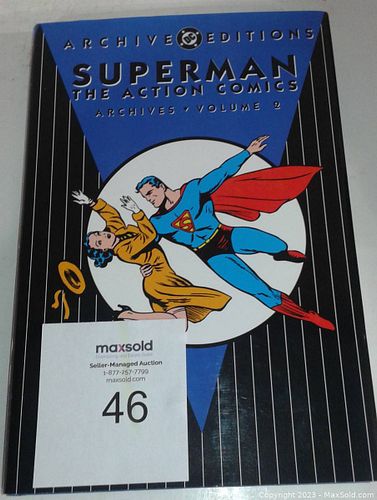 ARCHIVE DC EDITIONS
SUPERMAN
THE ACTION COMICS
ARCHIVES • VOLUME 2
S
maxsold
Seller-Managed Auction
1-877-257-7799
maxsold.com
46
Copyright 2023 - MaxSold.com